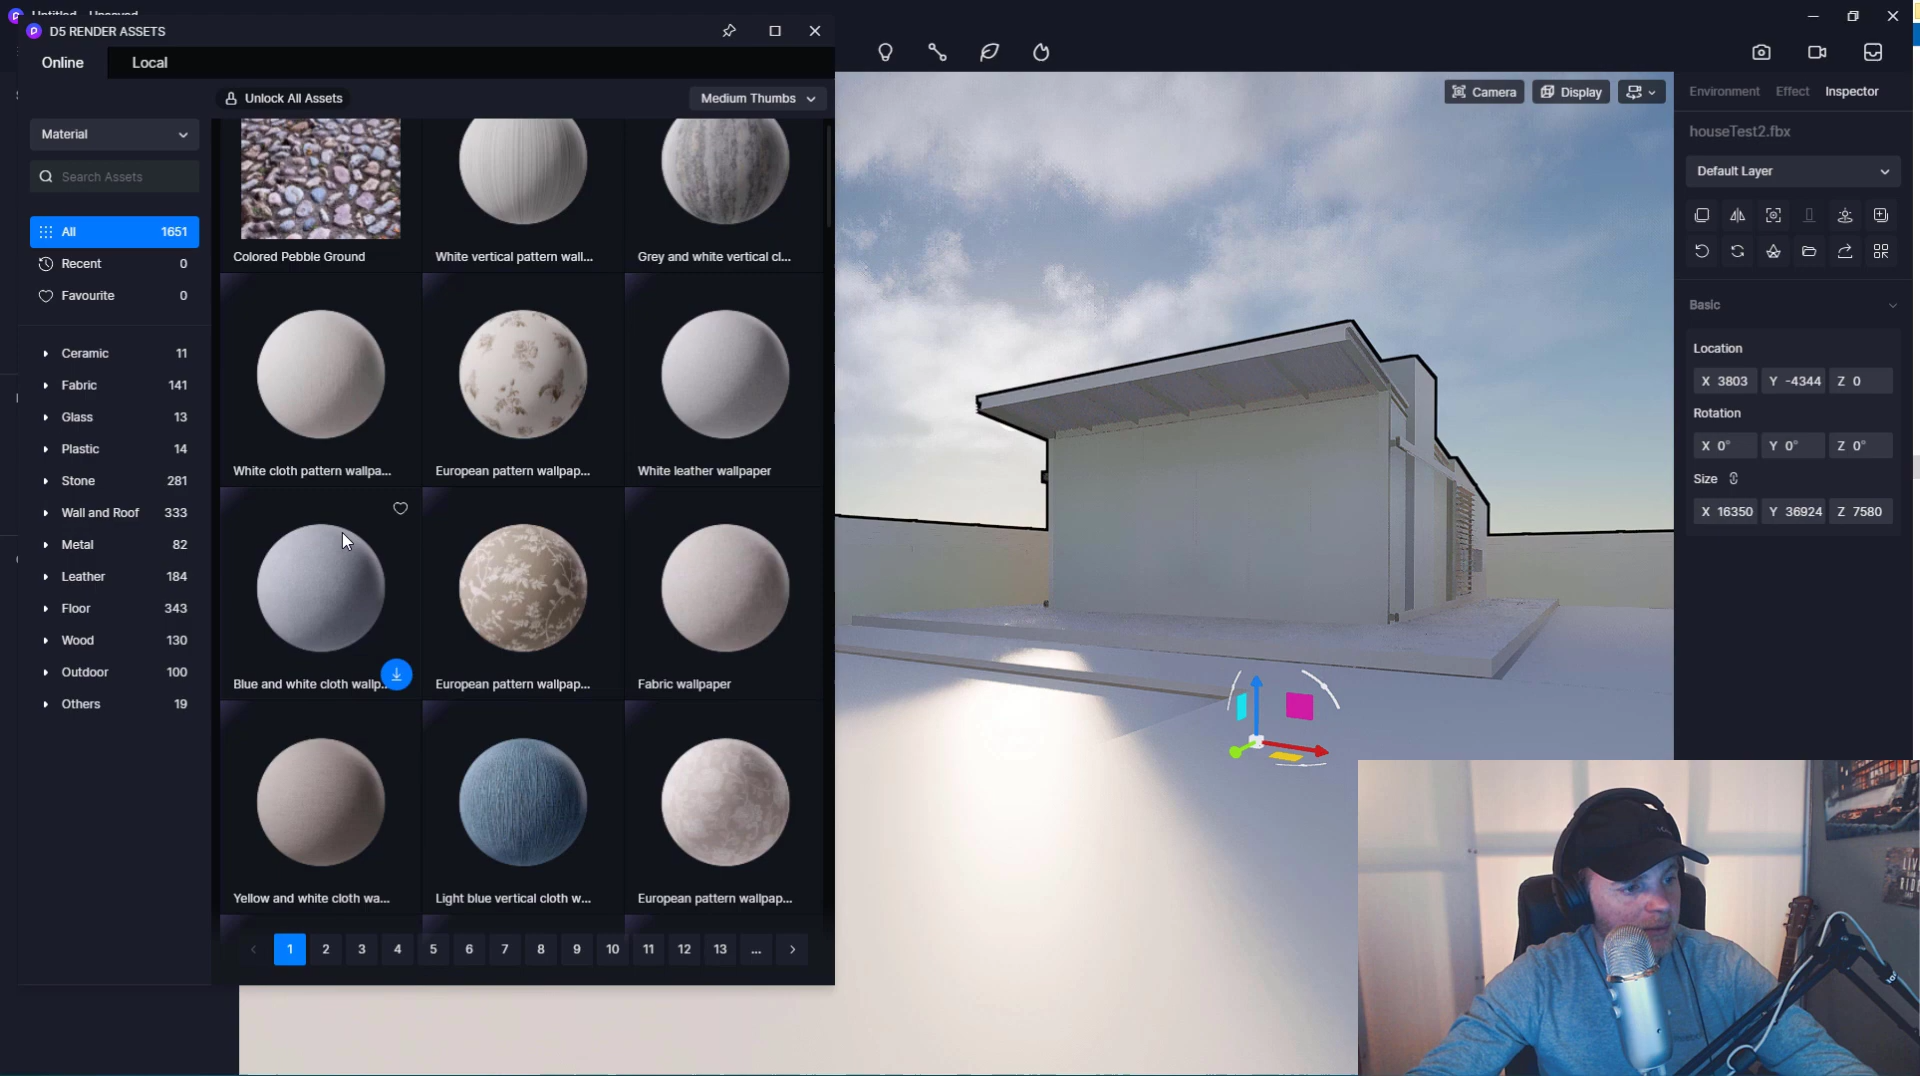 Untitled - Unsaved
D5 RENDER ASSETS
Online Local
Unlock All Assets Medium Thumbs
Material
Search Assets
All 1651
Recent 0
Favourite 0
Ceramic 11
Fabric 141
Glass 13
Plastic 14
Stone 281
Wall and Roof 333
Metal 82
Leather 184
Floor 343
Wood 130
Outdoor 100
Others 19
Colored Pebble Ground White vertical pattern wall... Grey and white vertical cl...
White cloth pattern wallpa... European pattern wallpap... White leather wallpaper
Blue and white cloth wallp... European pattern wallpap... Fabric wallpaper
Yellow and white cloth wa... Light blue vertical cloth w... European pattern wallpap...
1 2 3 4 5 6 7 8 9 10 11 12 13 ...
Camera Display
Environment Effect Inspector
houseTest2.fbx
Default Layer
Basic
Location
X 3803 Y -4344 Z 0
Rotation
X 0° Y 0° Z 0°
Size
X 16350 Y 36924 Z 7580